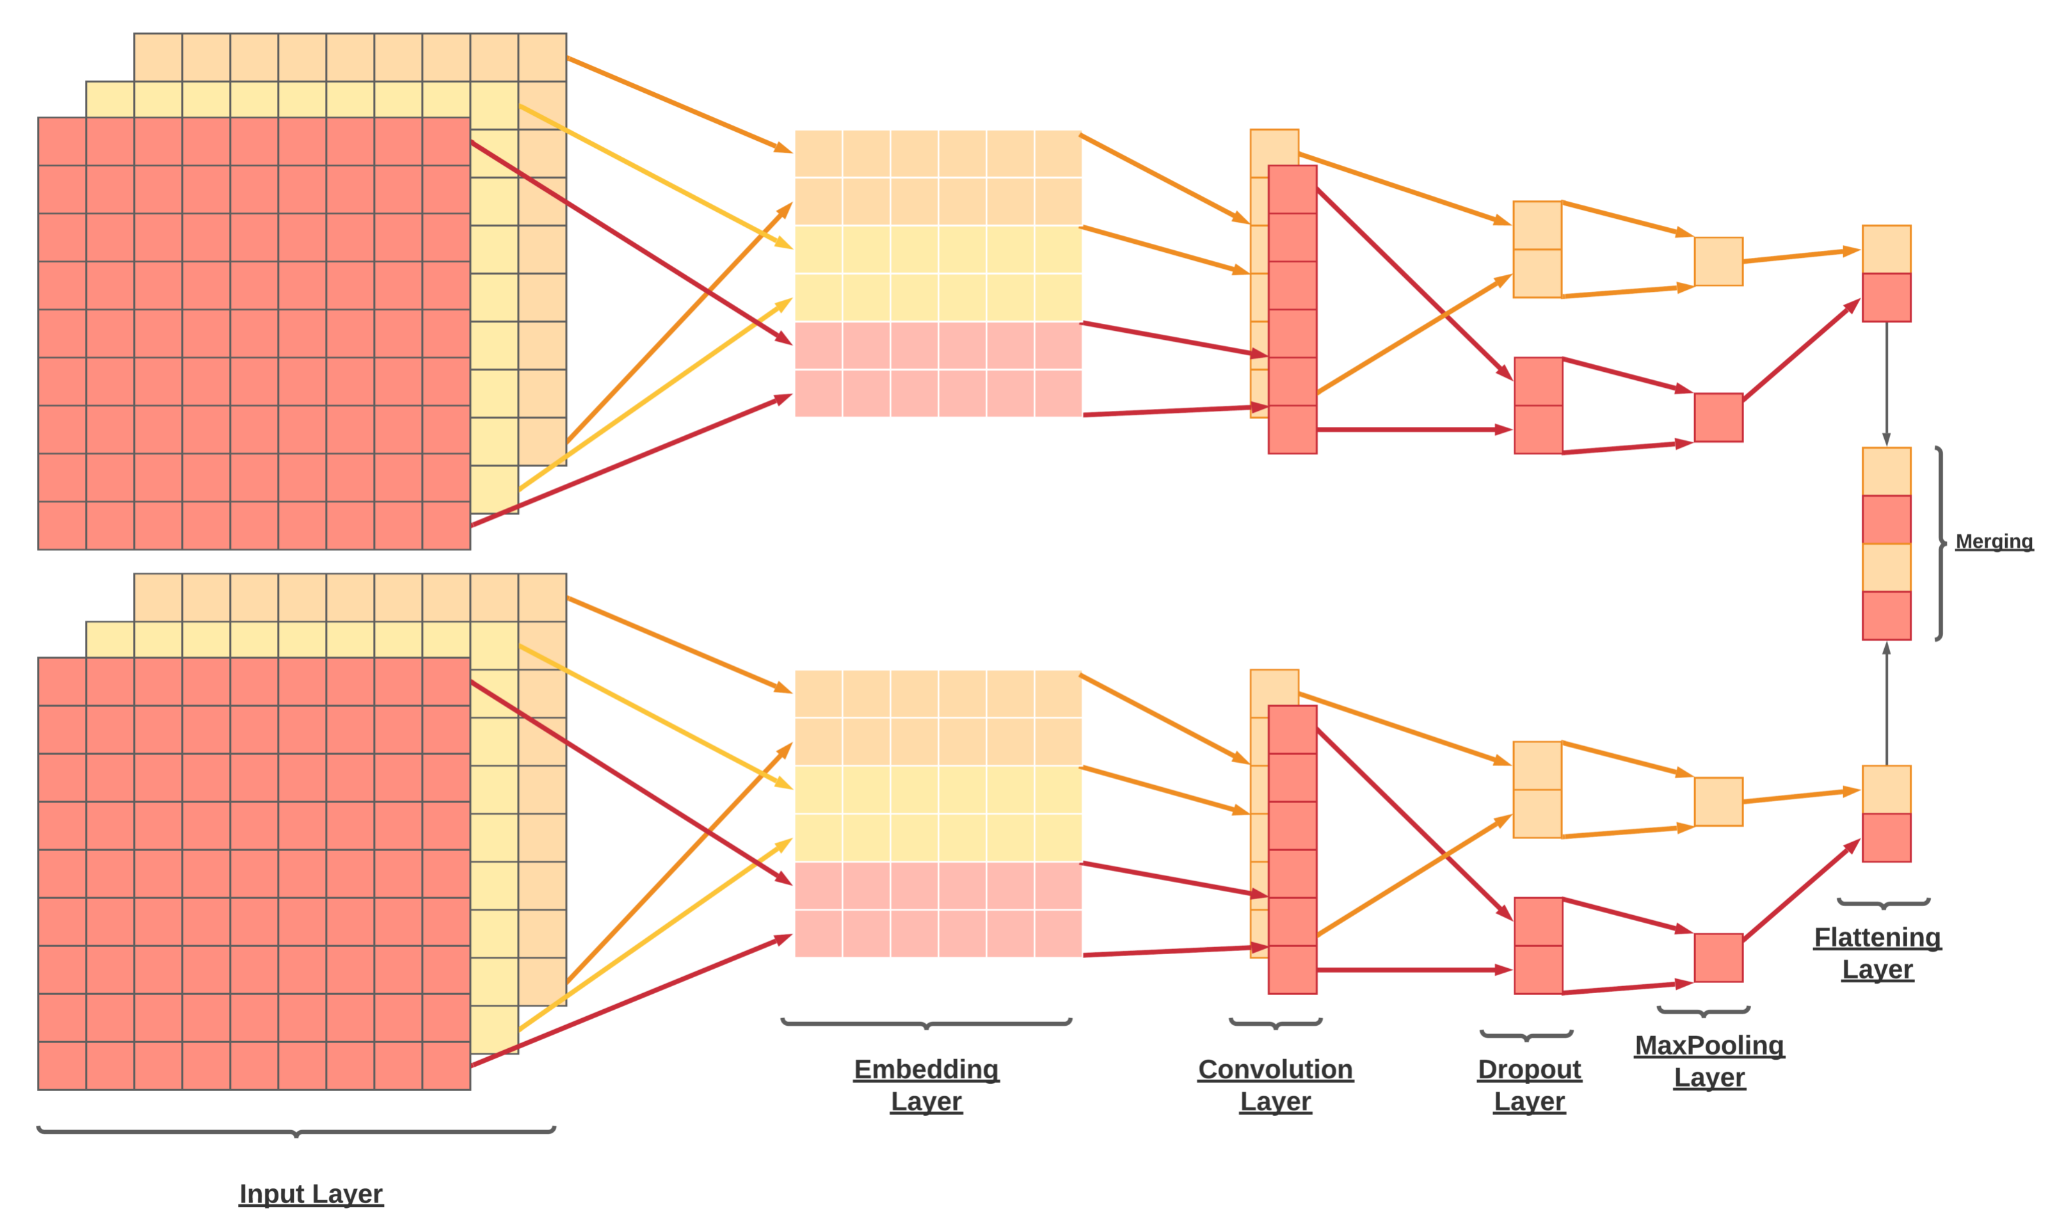 Merging
Flattening
Layer
Embedding
Layer
Convolution
Layer
Dropout
Layer
MaxPooling
Layer
Input Layer